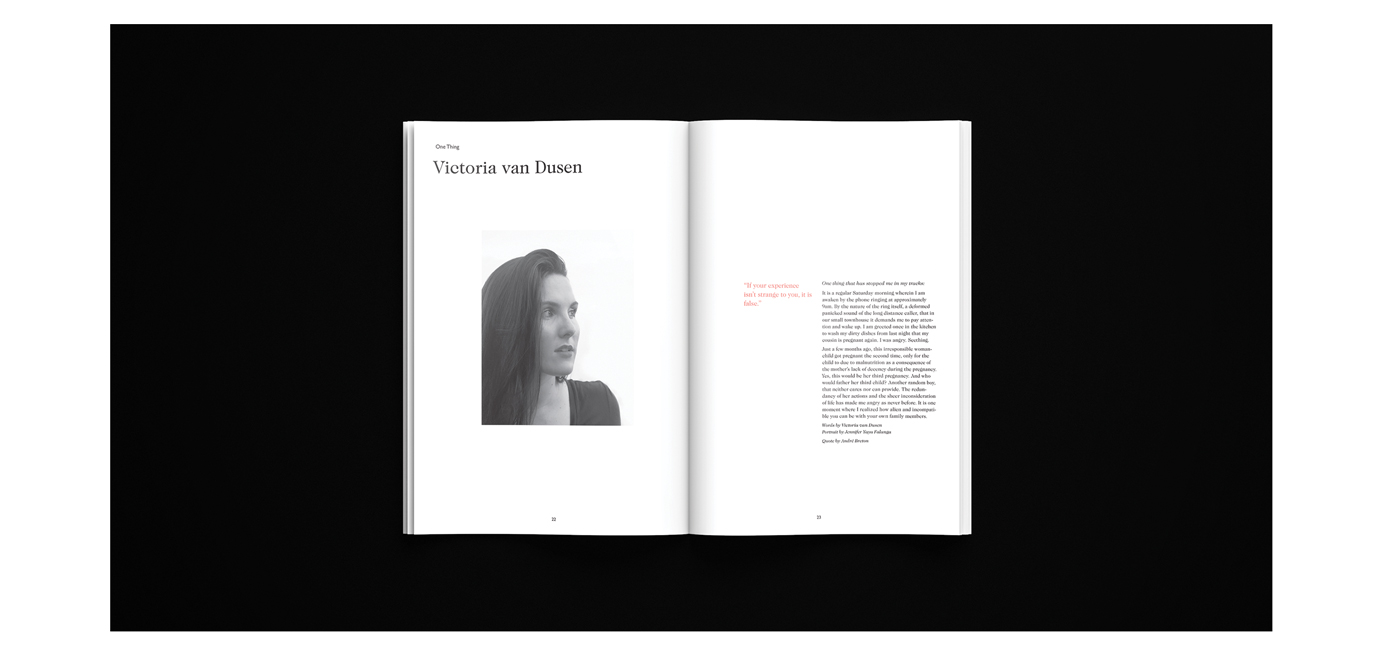 One Thing
Victoria van Dusen
"If your experience
isn't strange to you, it is
false."
One thing that has stopped me in my tracks:
It is a regular Saturday morning wherein I am
awaken by the phone ringing at approximately
9am. By the nature of the ring itself, a deformed
panicked sound of the long distance caller, that in
our small townhouse it demands me to pay atten-
tion and wake up. I am greeted once in the kitchen
to wash my dirty dishes from last night that my
cousin is pregnant again. I was angry. Seething.
Just a few months ago, this irresponsible woman-
child got pregnant the second time, only for the
child to die to malnutrition as a consequence of
the mother's lack of decency during the pregnancy.
Yes, this would be her third pregnancy. And who
would father her third child? Another random boy,
that neither cares nor can provide. The redun-
dancy of her actions and the sheer inconsideration
of life has made me angry as never before. It is one
moment where I realized how alien and incompati-
ble you can be with your own family members.
Words by Victoria van Dusen
Portrait by Jennifer
Quote by André Breton
22
23